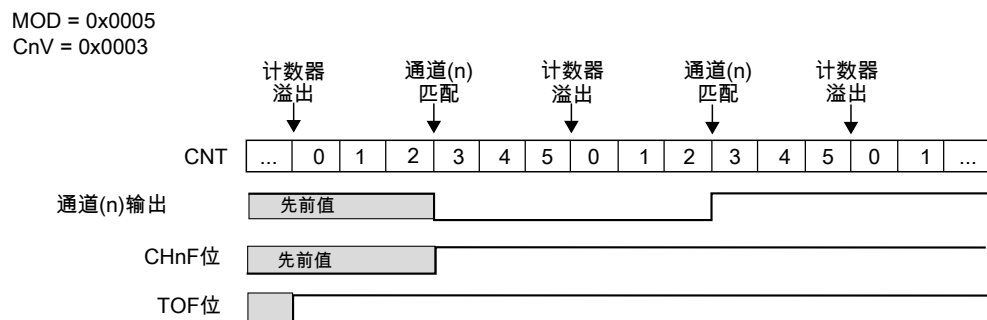 MOD = 0x0005
CnV = 0x0003
计数器
溢出
通道(n)
匹配
计数器
溢出
通道(n)
匹配
计数器
溢出
CNT ... 0 1 2 3 4 5 0 1 2 3 4 5 0 1 ...
通道(n)输出 先前值
CHnF位 先前值
TOF位